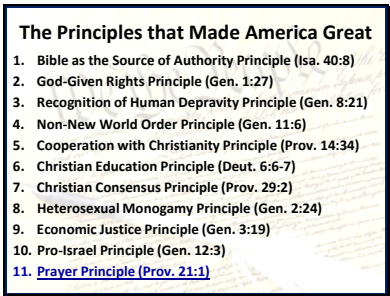 The Principles that Made America Great
1. Bible as the Source of Authority Principle (Isa. 40:8)
2. God-Given Rights Principle (Gen. 1:27)
3. Recognition of Human Depravity Principle (Gen. 8:21)
4. Non-New World Order Principle (Gen. 11:6)
5. Cooperation with Christianity Principle (Prov. 14:34)
6. Christian Education Principle (Deut. 6:6-7)
7. Christian Consensus Principle (Prov. 29:2)
8. Heterosexual Monogamy Principle (Gen. 2:24)
9. Economic Justice Principle (Gen. 3:19)
10. Pro-Israel Principle (Gen. 12:3)
11. Prayer Principle (Prov. 21:1)